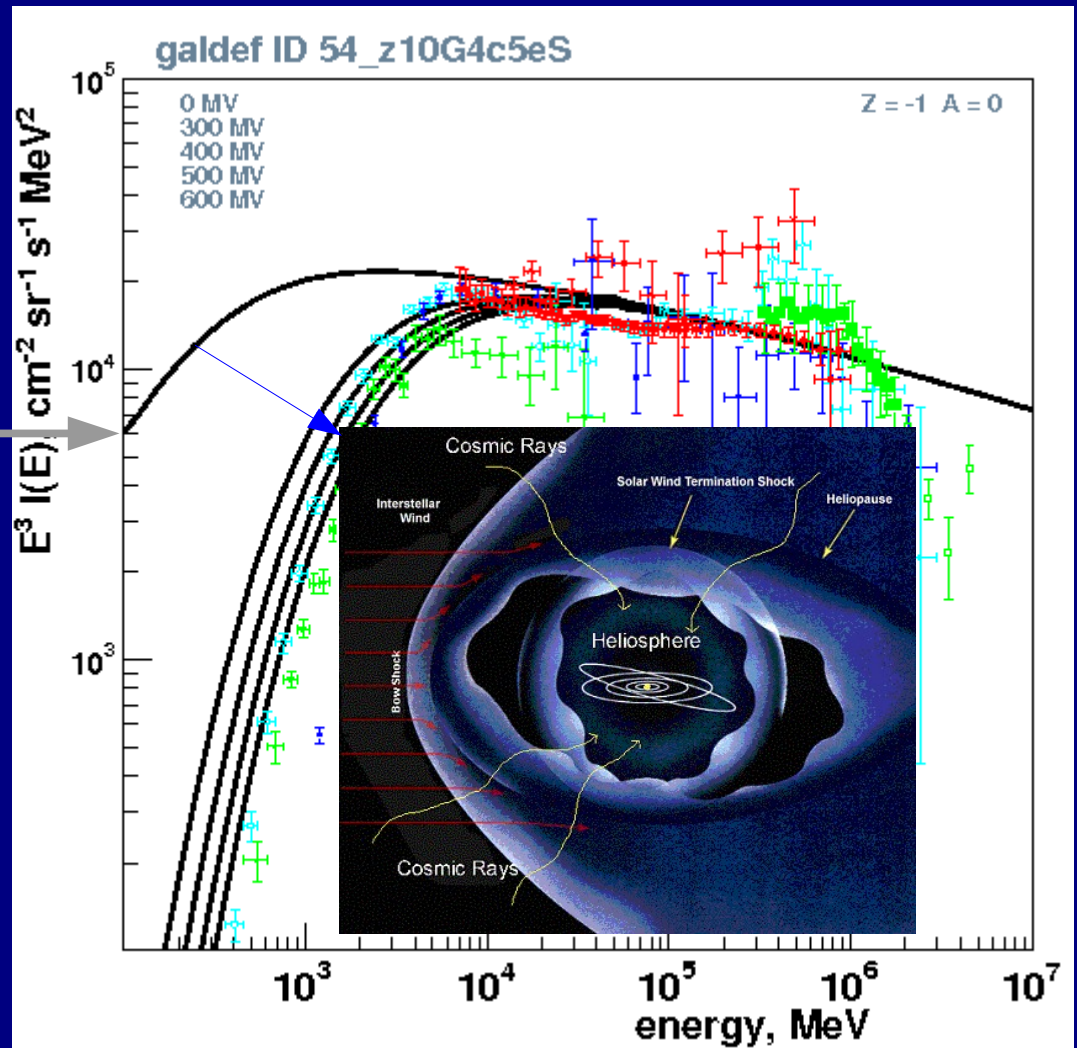 galdef ID 54_z10G4c5eS
0 MV
300 MV
400 MV
500 MV
600 MV
Z = -1 A = 0
E³ I(E), cm⁻² sr⁻¹ s⁻¹ MeV²
10⁵
10⁴
10³
Cosmic Rays
Solar Wind Termination Shock
Heliopause
Interstellar
Wind
Heliosphere
Bow Shock
Cosmic Rays
10³
10⁴
10⁵
10⁶
10⁷
energy, MeV